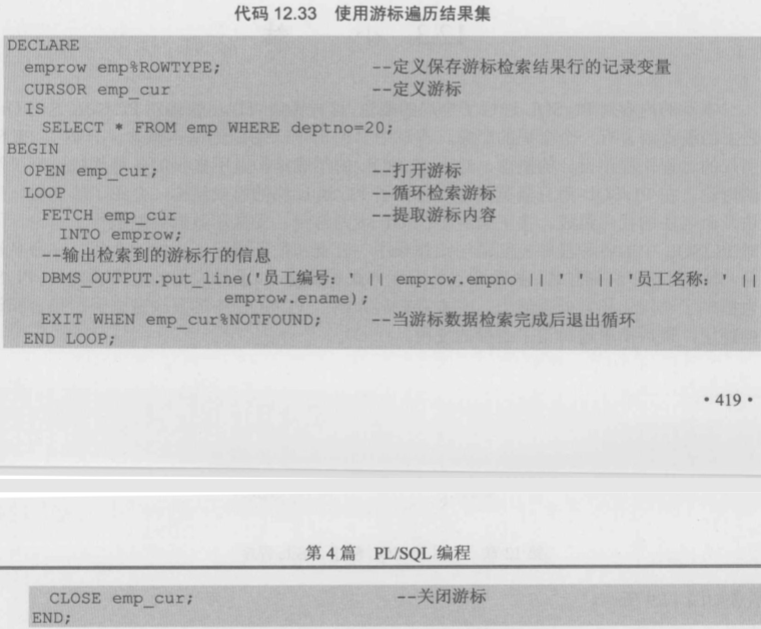 代码 12.33 使用游标遍历结果集
DECLARE
emprow emp%ROWTYPE; --定义保存游标检索结果行的记录变量
CURSOR emp_cur --定义游标
IS
SELECT * FROM emp WHERE deptno=20;
BEGIN
OPEN emp_cur; --打开游标
LOOP --循环检索游标
FETCH emp_cur --提取游标内容
INTO emprow;
--输出检索到的游标行的信息
DBMS_OUTPUT.put_line('员工编号：' || emprow.empno || ' ' || '员工名称：' ||
emprow.ename);
EXIT WHEN emp_cur%NOTFOUND; --当游标数据检索完成后退出循环
END LOOP;
• 419 •
第 4 篇 PL/SQL 编程
CLOSE emp_cur; --关闭游标
END;